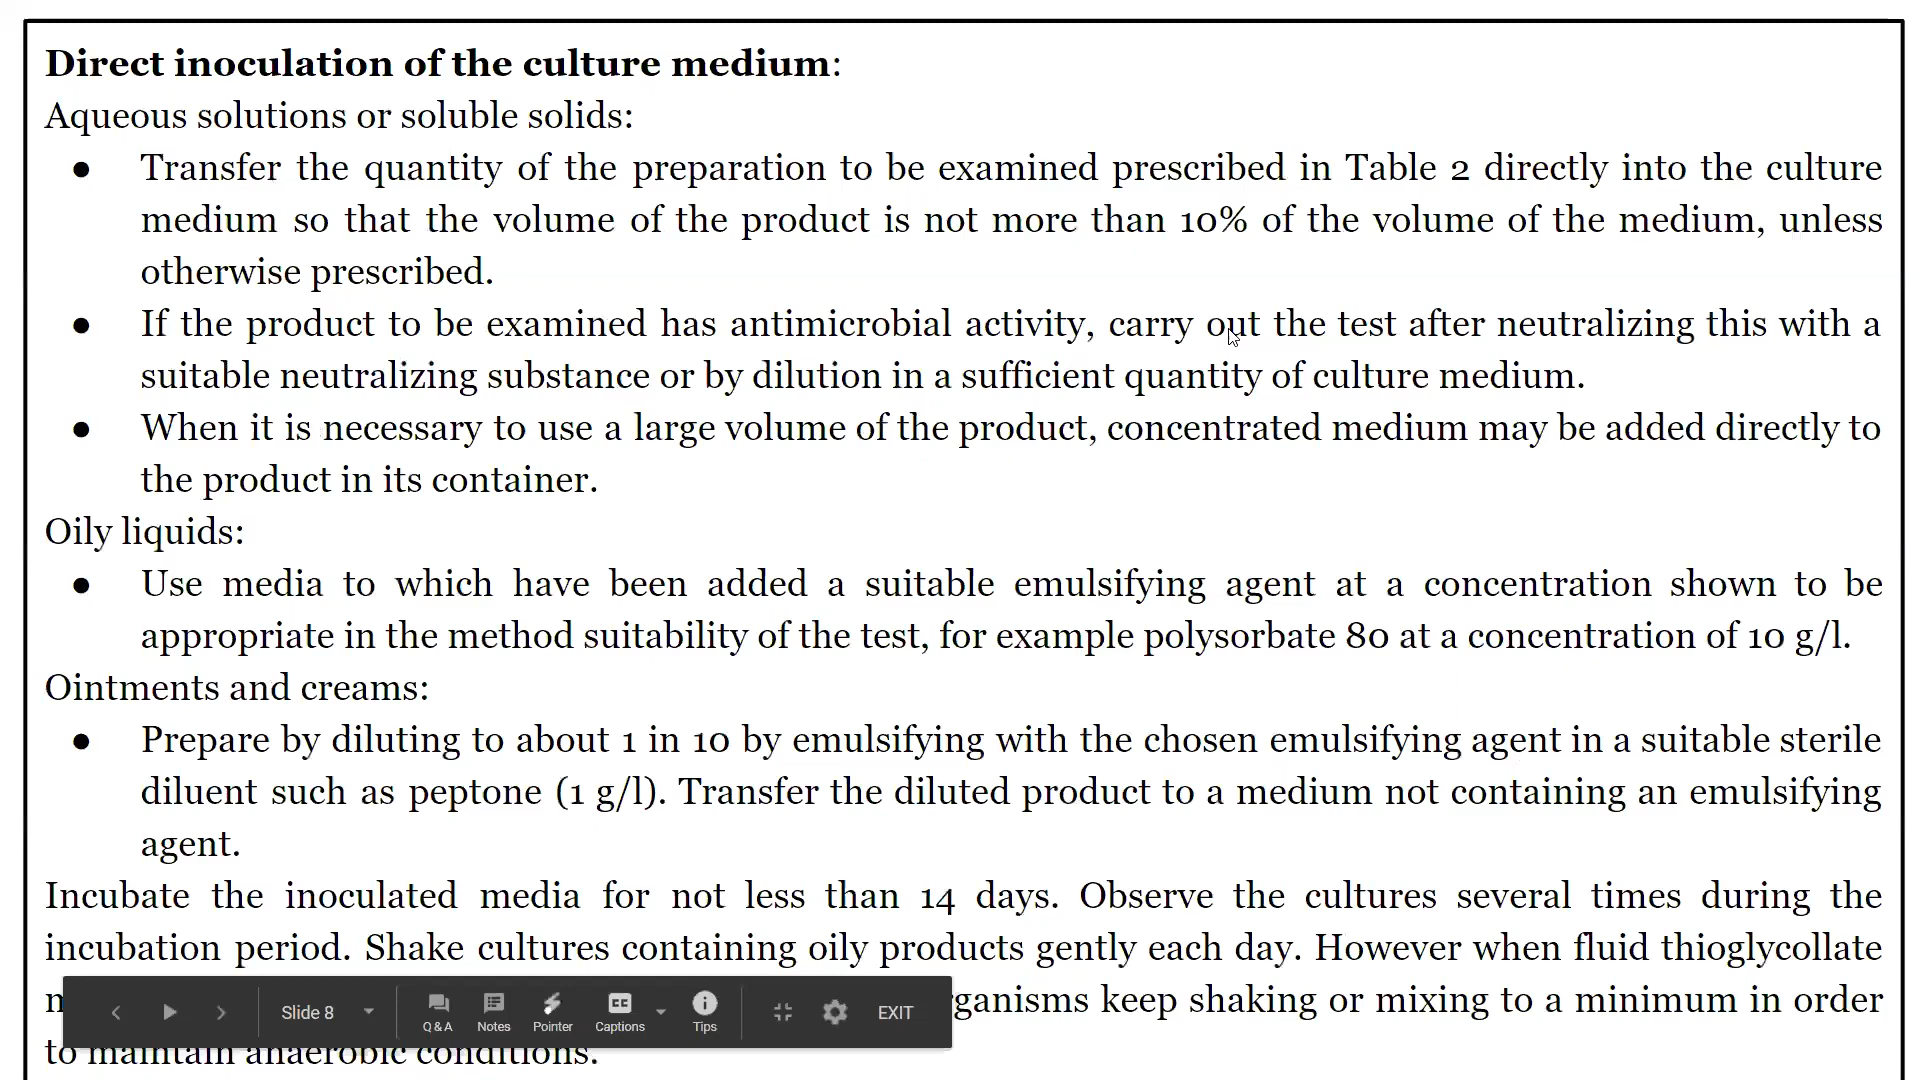 Direct inoculation of the culture medium:
Aqueous solutions or soluble solids:
● Transfer the quantity of the preparation to be examined prescribed in Table 2 directly into the culture
medium so that the volume of the product is not more than 10% of the volume of the medium, unless
otherwise prescribed.
● If the product to be examined has antimicrobial activity, carry out the test after neutralizing this with a
suitable neutralizing substance or by dilution in a sufficient quantity of culture medium.
● When it is necessary to use a large volume of the product, concentrated medium may be added directly to
the product in its container.
Oily liquids:
● Use media to which have been added a suitable emulsifying agent at a concentration shown to be
appropriate in the method suitability of the test, for example polysorbate 80 at a concentration of 10 g/l.
Ointments and creams:
● Prepare by diluting to about 1 in 10 by emulsifying with the chosen emulsifying agent in a suitable sterile
diluent such as peptone (1 g/l). Transfer the diluted product to a medium not containing an emulsifying
agent.
Incubate the inoculated media for not less than 14 days. Observe the cultures several times during the
incubation period. Shake cultures containing oily products gently each day. However when fluid thioglycollate
keep shaking or mixing to a minimum in order
to maintain anaerobic conditions.
Slide 8
Q & A
Notes
Pointer
CC
Captions
Tips
EXIT